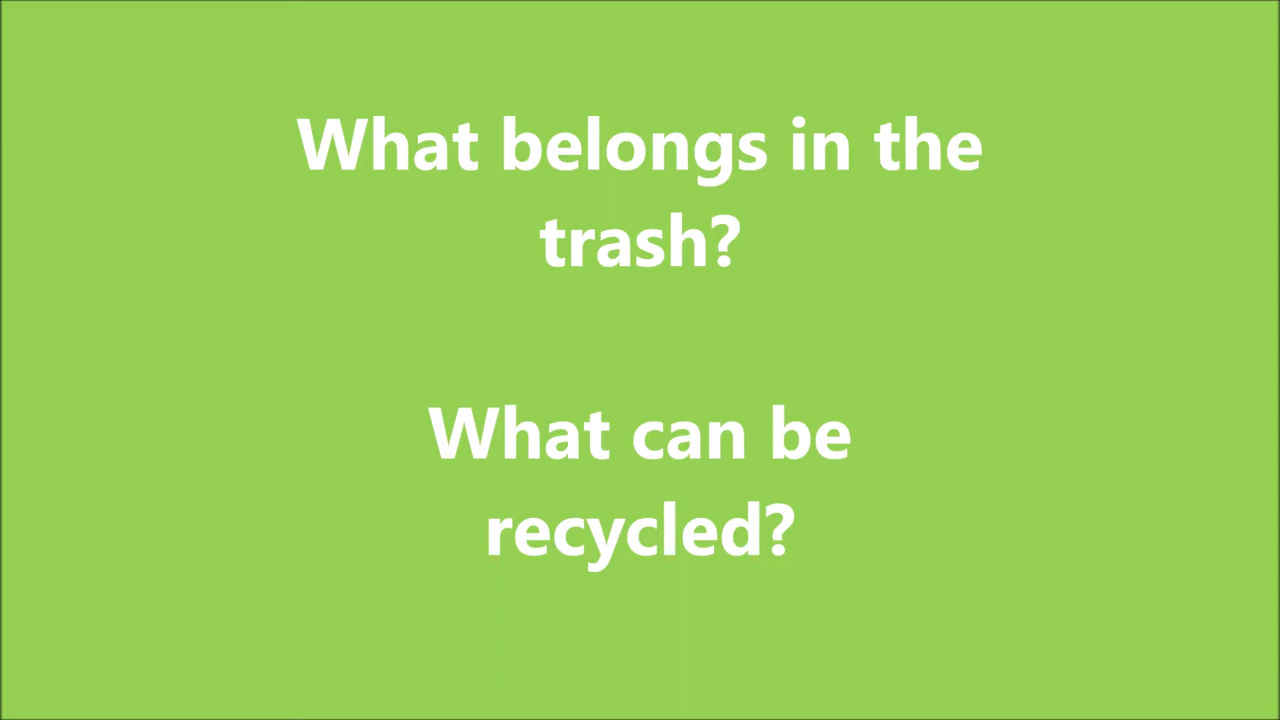 What belongs in the
trash?
What can be
recycled?